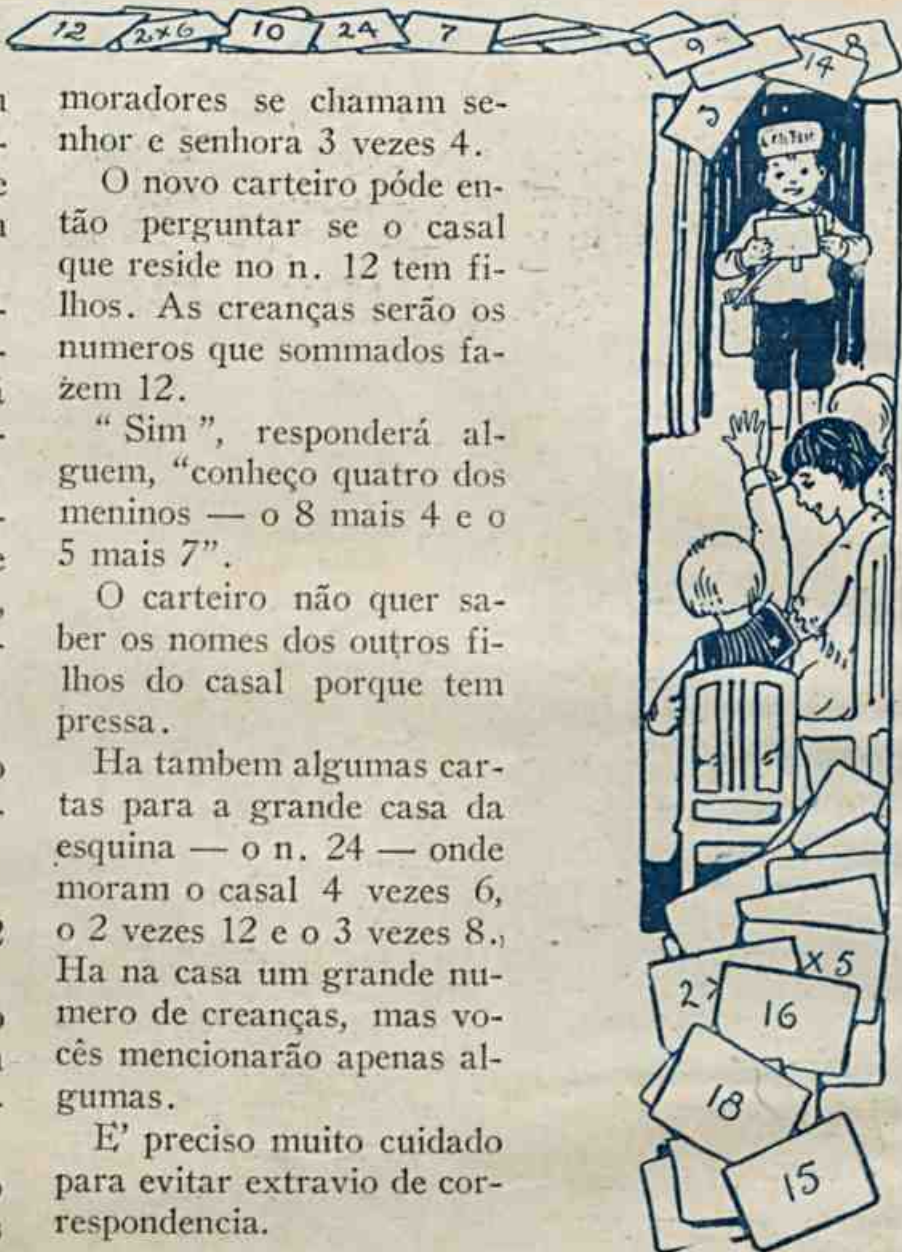 12 2×6 10 24 7 9 14 8
3
moradores se chamam se-
nhor e senhora 3 vezes 4.
O novo carteiro póde en-
tão perguntar se o casal
que reside no n. 12 tem fi-
lhos. As creanças serão os
numeros que sommados fa-
zem 12.
“ Sim ”, responderá al-
guem, “conheço quatro dos
meninos — o 8 mais 4 e o
5 mais 7”.
O carteiro não quer sa-
ber os nomes dos outros fi-
lhos do casal porque tem
pressa.
Ha tambem algumas car-
tas para a grande casa da
esquina — o n. 24 — onde
moram o casal 4 vezes 6,
o 2 vezes 12 e o 3 vezes 8.,
Ha na casa um grande nu-
mero de creanças, mas vo-
cês mencionarão apenas al-
gumas.
E' preciso muito cuidado
para evitar extravio de cor-
respondencia.
× 5
2
16
18
15